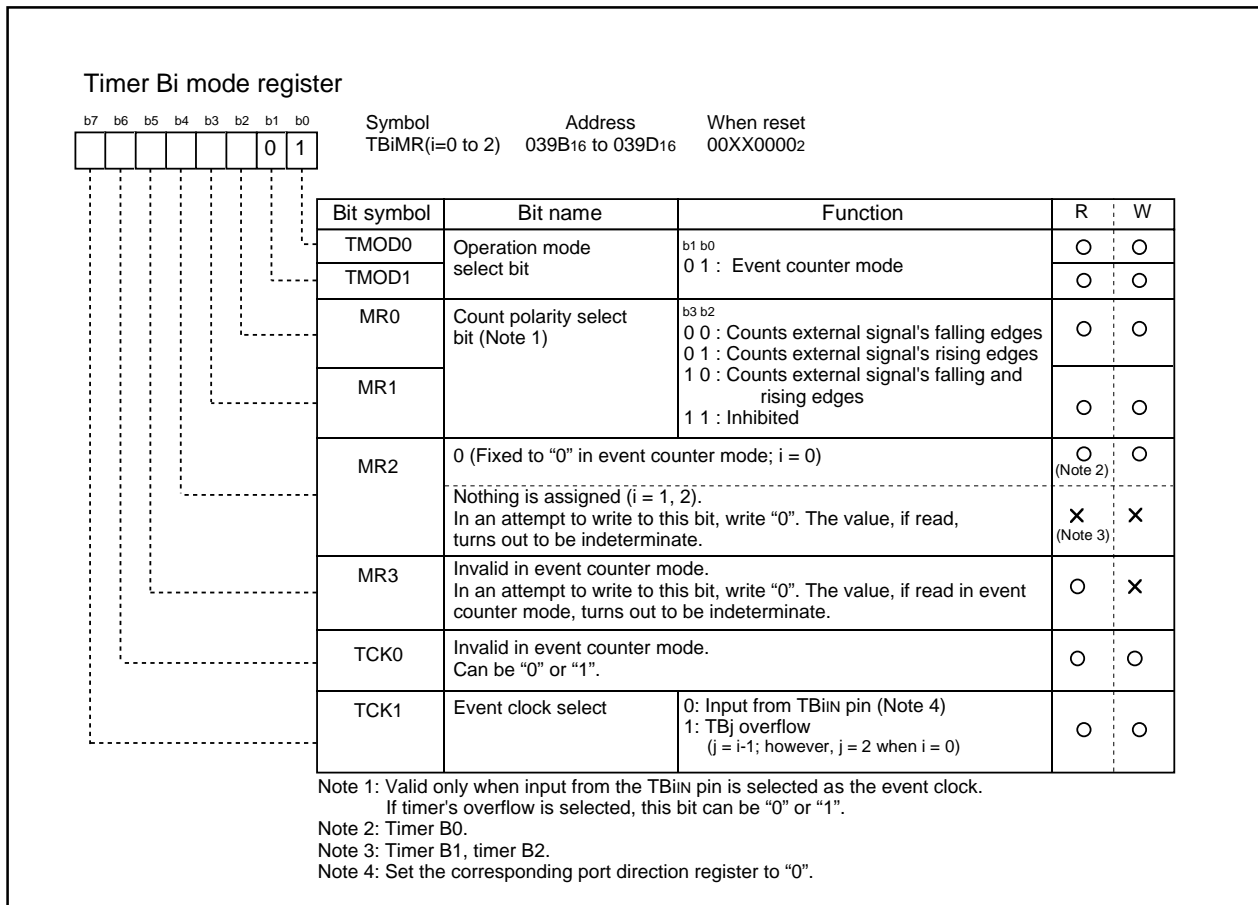 Timer Bi mode register
b7 b6 b5 b4 b3 b2 b1 b0
0 1
Symbol Address When reset
TBiMR(i=0 to 2) 039B16 to 039D16 00XX00002
Bit symbol Bit name Function R W
TMOD0 Operation mode select bit
b1 b0
0 1 : Event counter mode
TMOD1
MR0 Count polarity select
bit (Note 1)
b3 b2
0 0 : Counts external signal's falling edges
0 1 : Counts external signal's rising edges
1 0 : Counts external signal's falling and
rising edges
1 1 : Inhibited
MR1
MR2
0 (Fixed to “0” in event counter mode; i = 0)
(Note 2)
Nothing is assigned (i = 1, 2).
In an attempt to write to this bit, write “0”. The value, if read,
turns out to be indeterminate.
(Note 3)
MR3
Invalid in event counter mode.
In an attempt to write to this bit, write “0”. The value, if read in event
counter mode, turns out to be indeterminate.
TCK0
Invalid in event counter mode.
Can be “0” or “1”.
TCK1 Event clock select
0: Input from TBiIN pin (Note 4)
1: TBj overflow
(j = i-1; however, j = 2 when i = 0)
Note 1: Valid only when input from the TBiIN pin is selected as the event clock.
If timer's overflow is selected, this bit can be “0” or “1”.
Note 2: Timer B0.
Note 3: Timer B1, timer B2.
Note 4: Set the corresponding port direction register to “0”.